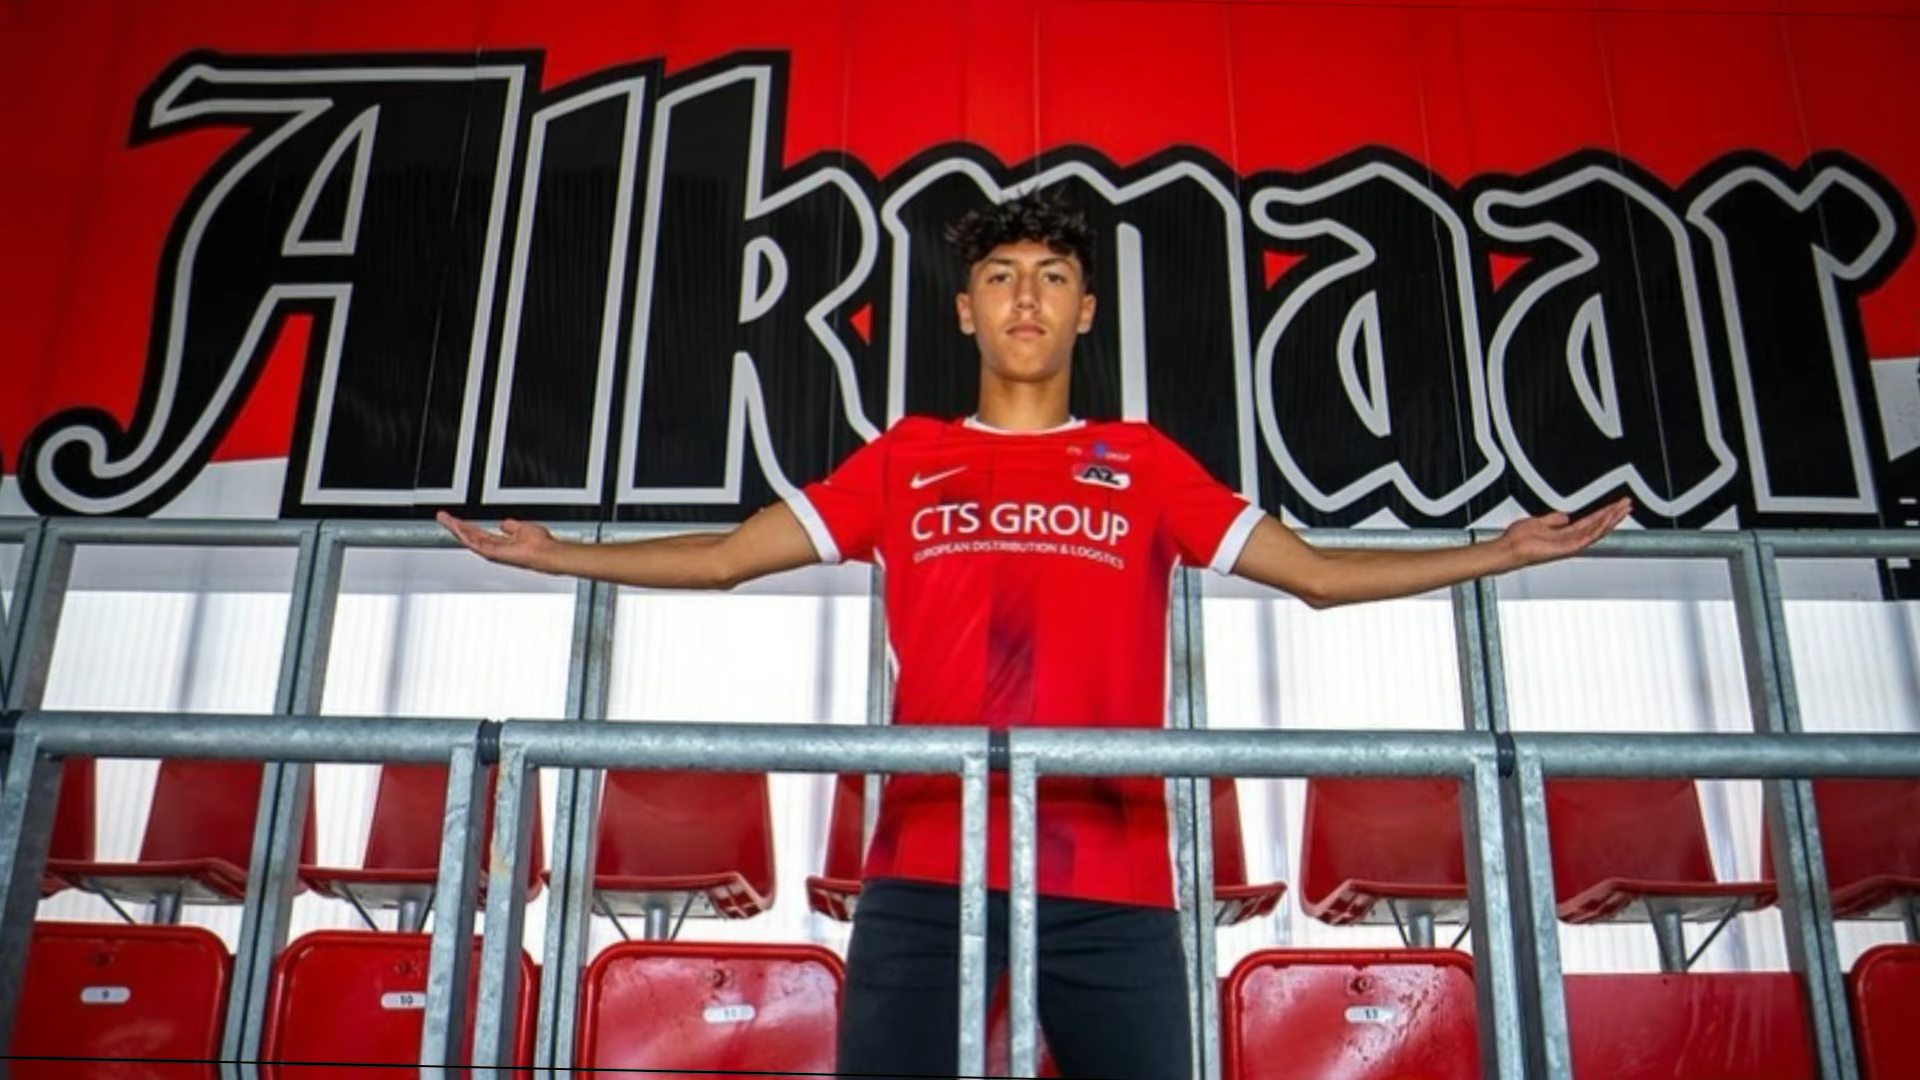 Alkmaar
AZ
CTS GROUP
EUROPEAN DISTRIBUTION & LOGISTICS
9
10
11
13